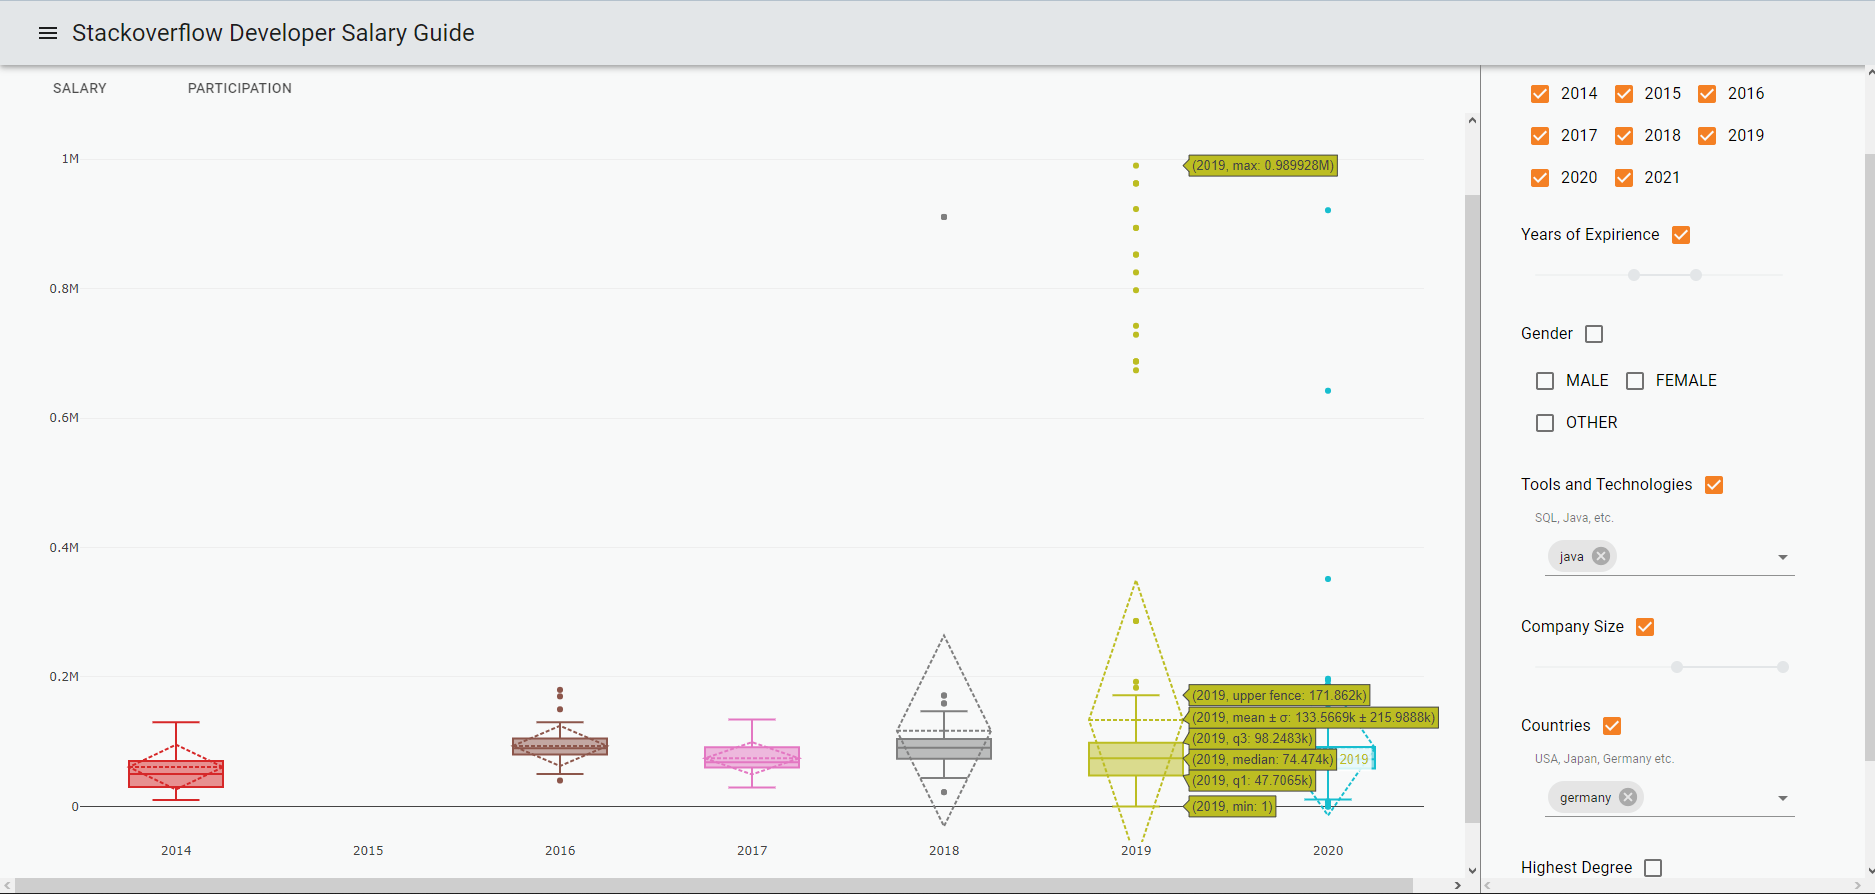 Stackoverflow Developer Salary Guide
SALARY PARTICIPATION
1M
0.8M
0.6M
0.4M
0.2M
0
(2019, max: 0.989928M)
(2019, upper fence: 171.862k)
(2019, mean ± σ: 133.5669k ± 215.9888k)
(2019, q3: 98.2483k)
(2019, median: 74.474k) 2019
(2019, q1: 47.7065k)
(2019, min: 1)
2014 2015 2016 2017 2018 2019 2020
2014 2015 2016
2017 2018 2019
2020 2021
Years of Expirience
Gender
MALE FEMALE
OTHER
Tools and Technologies
SQL, Java, etc.
java
Company Size
Countries
USA, Japan, Germany etc.
germany
Highest Degree